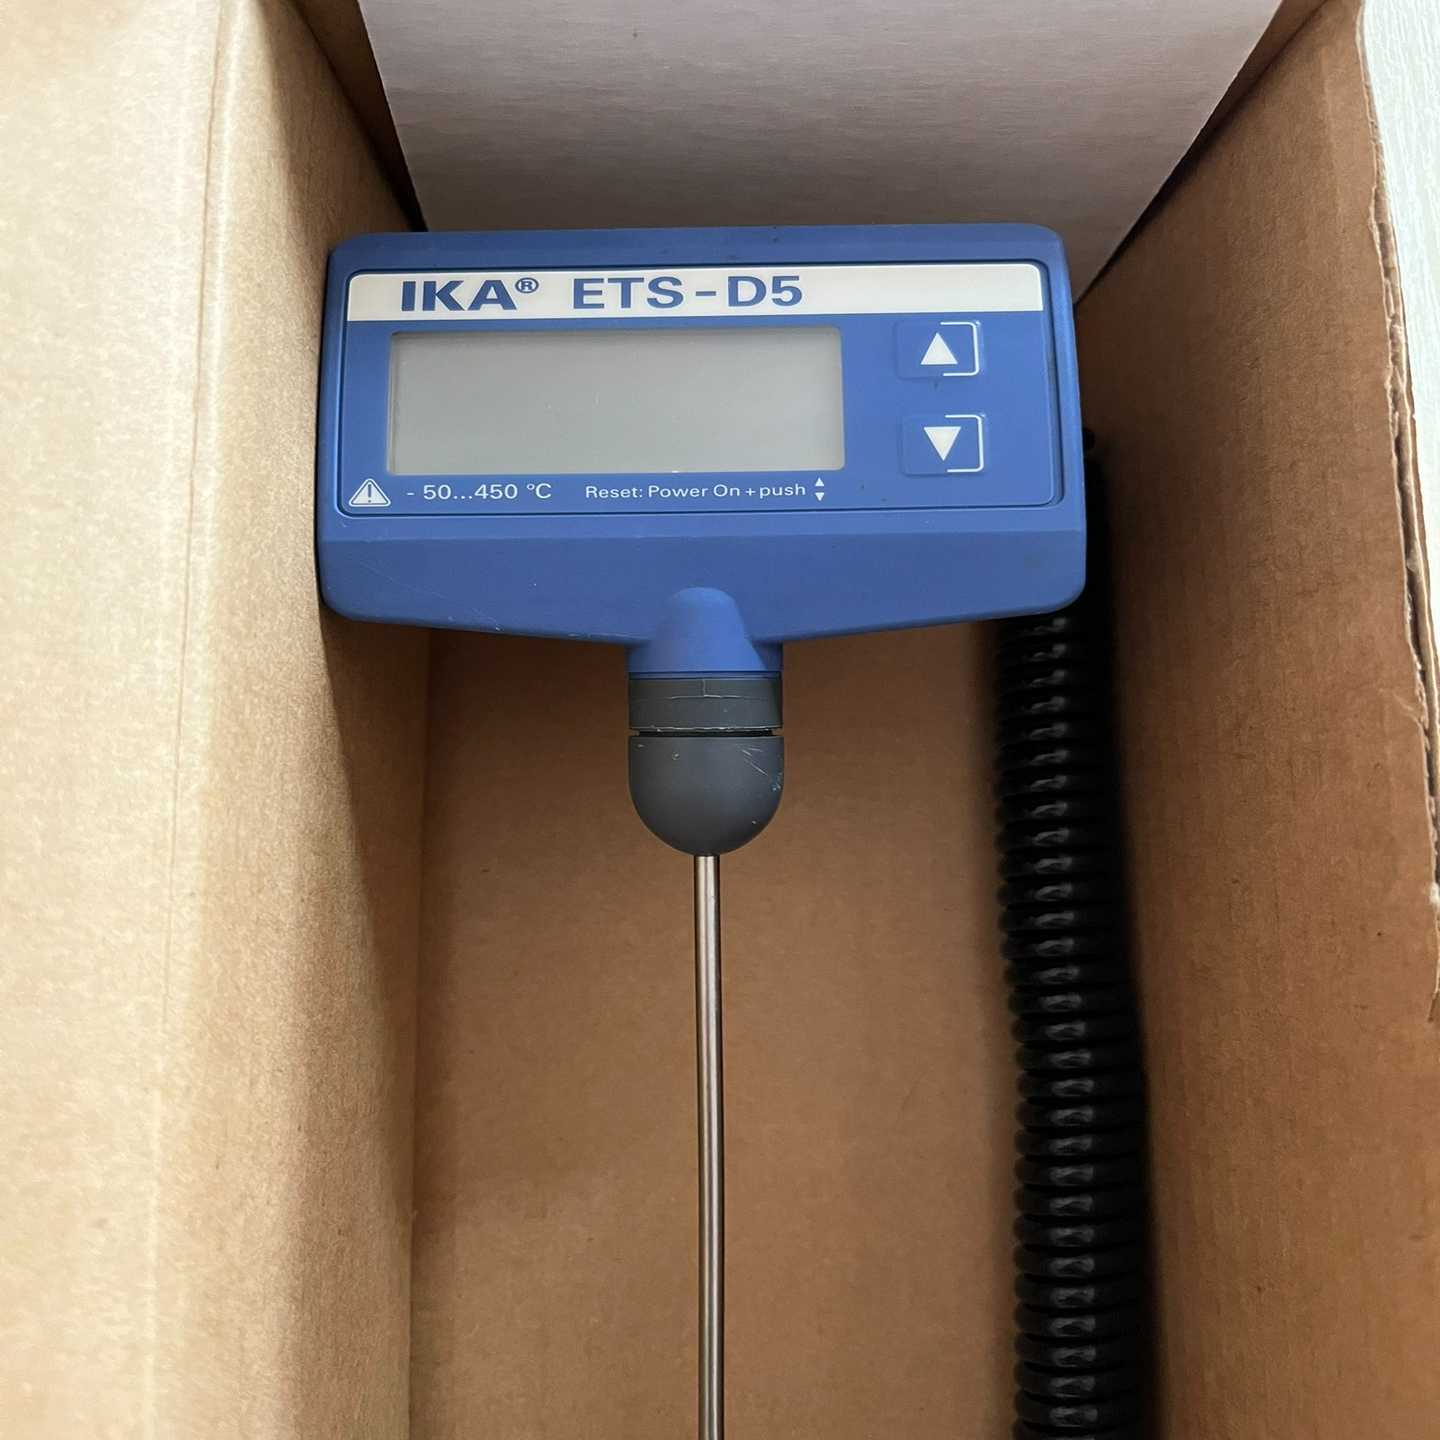 IKA® ETS-D5
- 50...450 °C Reset: Power On + push